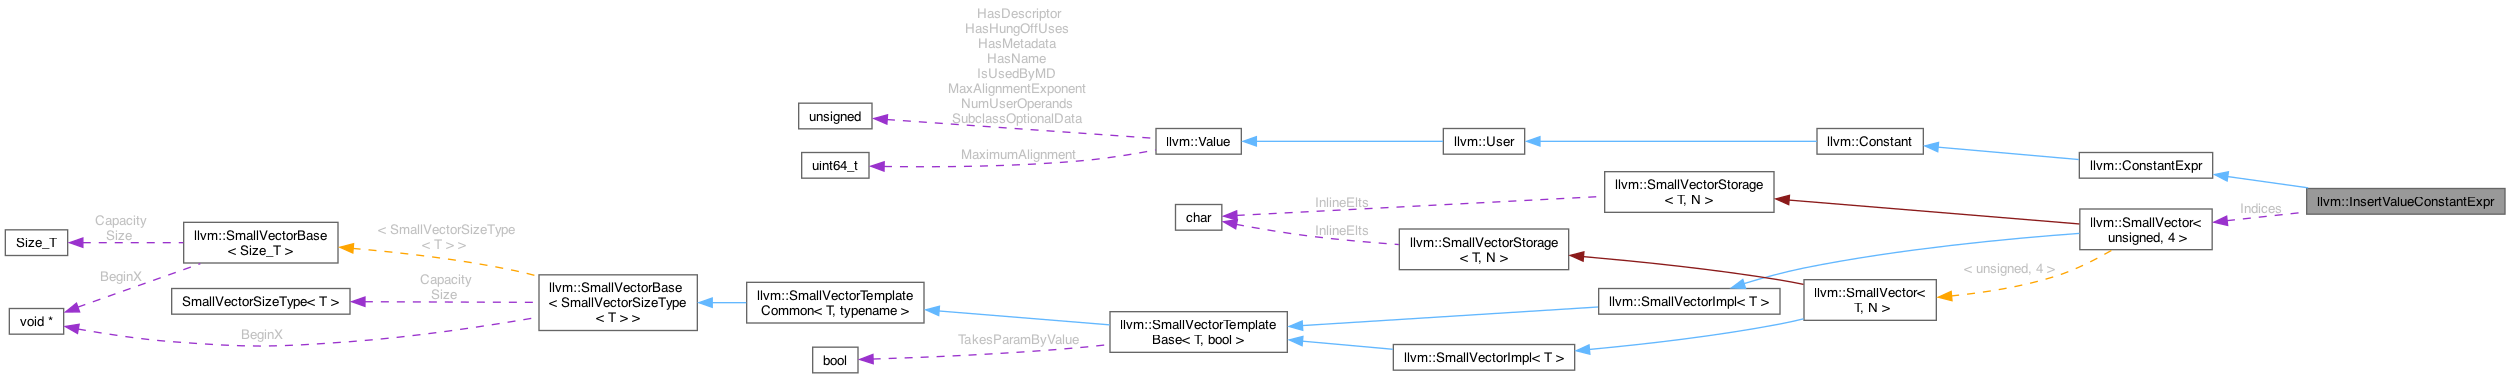 HasDescriptor
HasHungOffUses
HasMetadata
HasName
IsUsedByMD
MaxAlignmentExponent
NumUserOperands
SubclassOptionalData
unsigned
llvm::Value
llvm::User
llvm::Constant
MaximumAlignment
uint64_t
llvm::ConstantExpr
llvm::InsertValueConstantExpr
llvm::SmallVectorStorage
< T, N >
InlineElts
char
InlineElts
Indices
llvm::SmallVector<
unsigned, 4 >
llvm::SmallVectorStorage
< T, N >
Capacity
Size
Size_T
llvm::SmallVectorBase
< Size_T >
< SmallVectorSizeType
< T > >
BeginX
SmallVectorSizeType< T >
Capacity
Size
llvm::SmallVectorBase
< SmallVectorSizeType
< T > >
void *
BeginX
llvm::SmallVectorTemplate
Common< T, typename >
llvm::SmallVectorTemplate
Base< T, bool >
llvm::SmallVectorImpl< T >
< unsigned, 4 >
llvm::SmallVector<
T, N >
TakesParamByValue
bool
llvm::SmallVectorImpl< T >